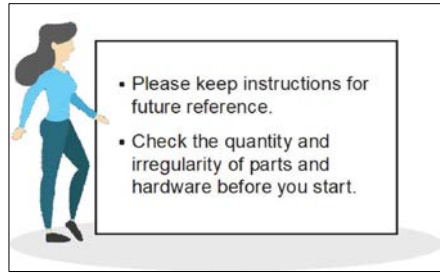 ▪ Please keep instructions for
future reference.
▪ Check the quantity and
irregularity of parts and
hardware before you start.